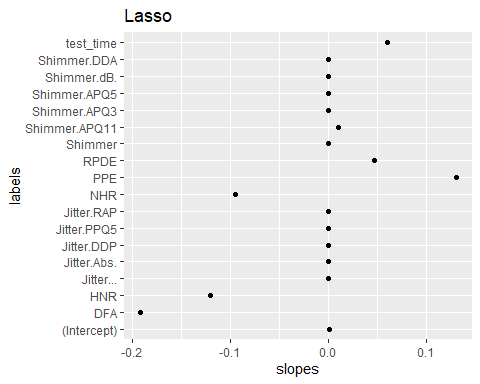 Lasso
test_time
Shimmer.DDA
Shimmer.dB.
Shimmer.APQ5
Shimmer.APQ3
Shimmer.APQ11
Shimmer
RPDE
PPE
NHR
Jitter.RAP
Jitter.PPQ5
Jitter.DDP
Jitter.Abs.
Jitter...
HNR
DFA
(Intercept)
labels
-0.2 -0.1 0.0 0.1
slopes